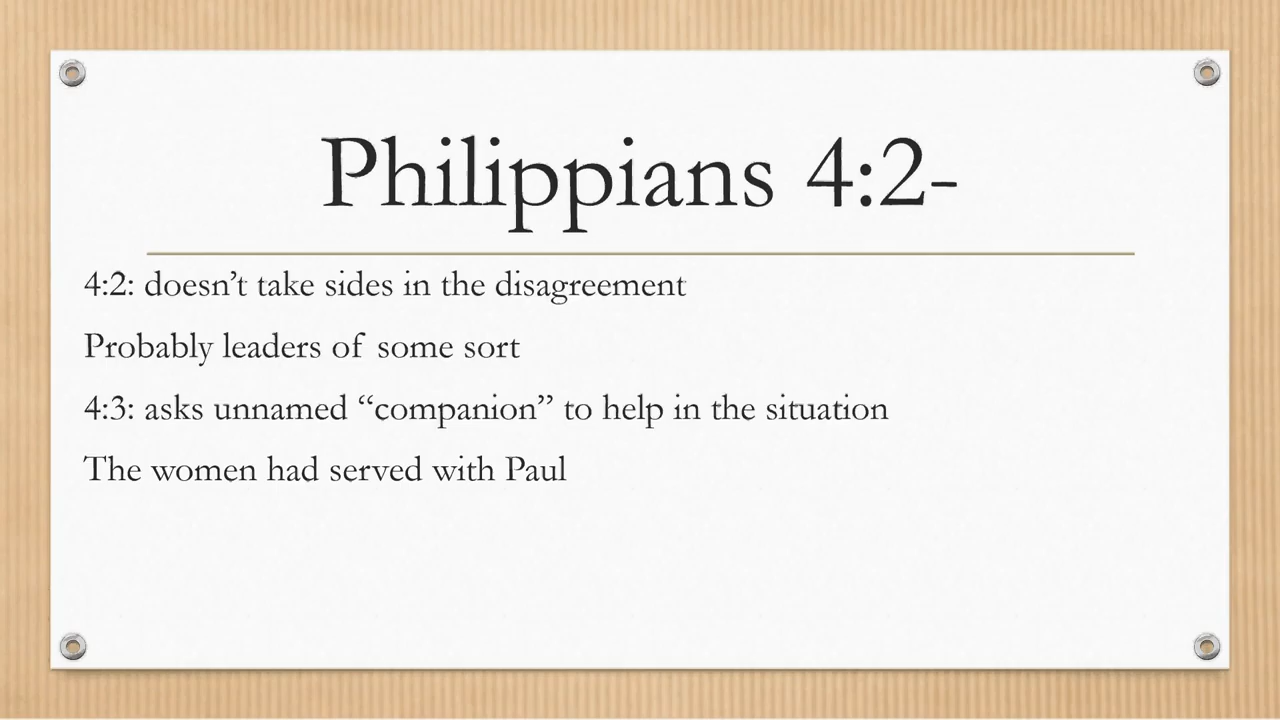 Philippians 4:2-
4:2: doesn’t take sides in the disagreement
Probably leaders of some sort
4:3: asks unnamed “companion” to help in the situation
The women had served with Paul